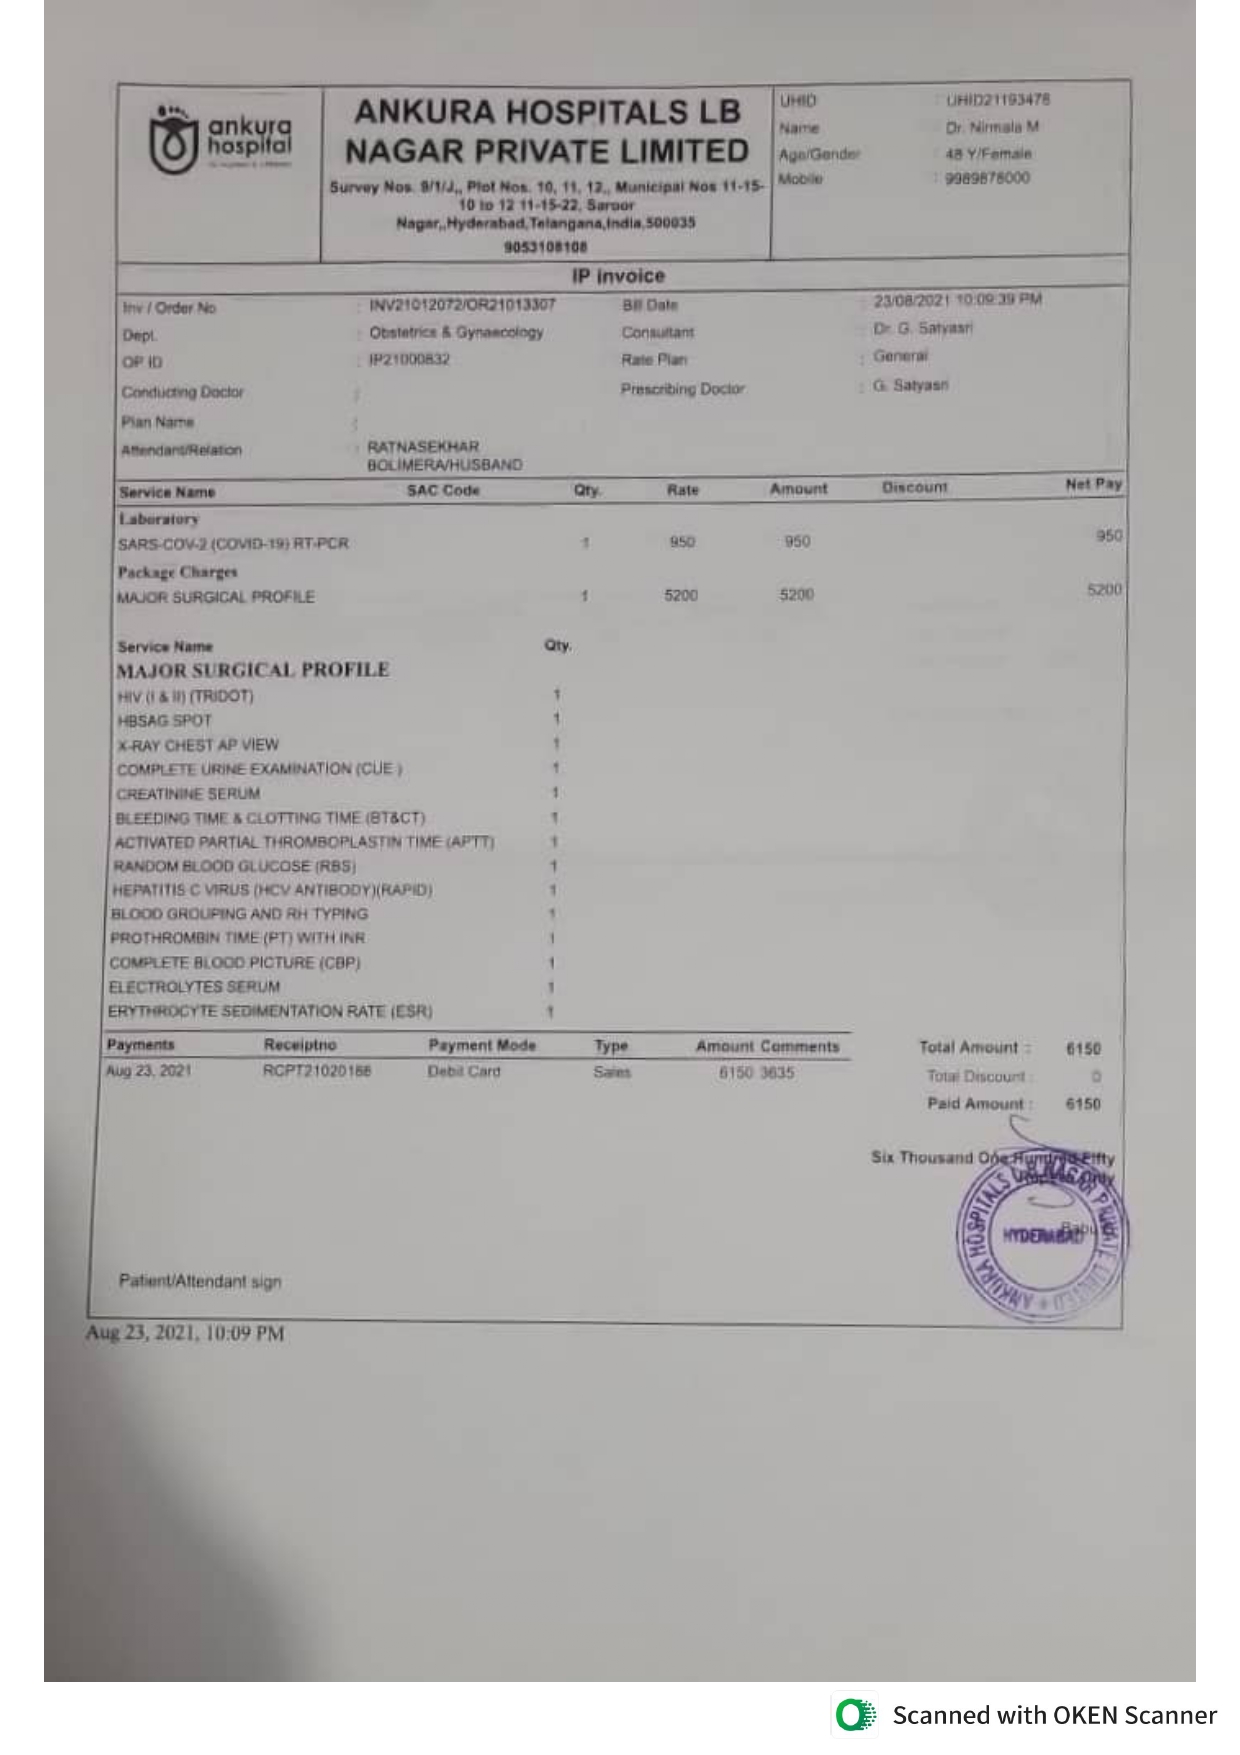 ankura
hospital
ANKURA HOSPITALS LB
NAGAR PRIVATE LIMITED
Survey Nos. 9/1/J,, Plot Nos. 10, 11, 12,, Municipal Nos 11-15-
10 to 12 11-15-22, Saroor
Nagar,,Hyderabad,Telangana,India,500035
9053108108
UHID : UHID21193478
Name : Dr. Nirmala M
Age/Gender : 48 Y/Female
Mobile : 9989878000
IP invoice
Inv / Order No : INV21012072/OR21013307 Bill Date : 23/08/2021 10:09:39 PM
Dept. : Obstetrics & Gynaecology Consultant : Dr. G. Satyasri
OP ID : IP21000832 Rate Plan : General
Conducting Doctor : Prescribing Doctor : G. Satyasri
Plan Name :
Attendant/Relation : RATNASEKHAR
BOLIMERA/HUSBAND
Service Name SAC Code Qty. Rate Amount Discount Net Pay
Laboratory
SARS-COV-2 (COVID-19) RT-PCR 1 950 950 950
Package Charges
MAJOR SURGICAL PROFILE 1 5200 5200 5200
Service Name Qty.
MAJOR SURGICAL PROFILE
HIV (I & II) (TRIDOT) 1
HBSAG SPOT 1
X-RAY CHEST AP VIEW 1
COMPLETE URINE EXAMINATION (CUE ) 1
CREATININE SERUM 1
BLEEDING TIME & CLOTTING TIME (BT&CT) 1
ACTIVATED PARTIAL THROMBOPLASTIN TIME (APTT) 1
RANDOM BLOOD GLUCOSE (RBS) 1
HEPATITIS C VIRUS (HCV ANTIBODY)(RAPID) 1
BLOOD GROUPING AND RH TYPING 1
PROTHROMBIN TIME (PT) WITH INR 1
COMPLETE BLOOD PICTURE (CBP) 1
ELECTROLYTES SERUM 1
ERYTHROCYTE SEDIMENTATION RATE (ESR) 1
Payments Receiptno Payment Mode Type Amount Comments
Aug 23, 2021 RCPT21020186 Debit Card Sales 6150 3635
Total Amount : 6150
Total Discount : 0
Paid Amount : 6150
Six Thousand One Hundred Fifty
Only
Babu
ANKURA HOSPITALS LB NAGAR PRIVATE LIMITED
HYDERABAD
Patient/Attendant sign
Aug 23, 2021, 10:09 PM
Scanned with OKEN Scanner